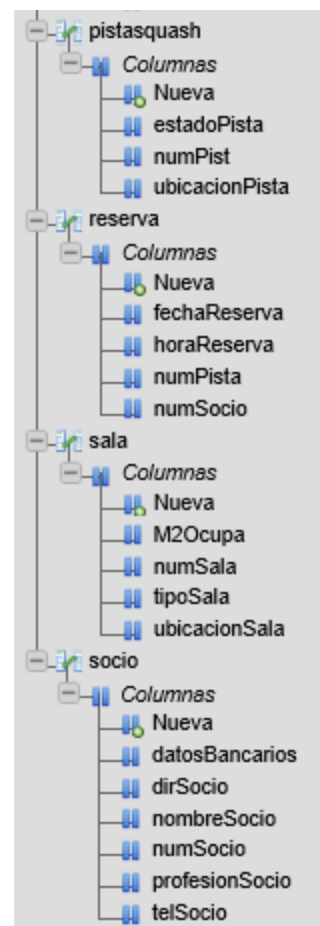 pistasquash
Columnas
Nueva
estadoPista
numPist
ubicacionPista
reserva
Columnas
Nueva
fechaReserva
horaReserva
numPista
numSocio
sala
Columnas
Nueva
M2Ocupa
numSala
tipoSala
ubicacionSala
socio
Columnas
Nueva
datosBancarios
dirSocio
nombreSocio
numSocio
profesionSocio
telSocio